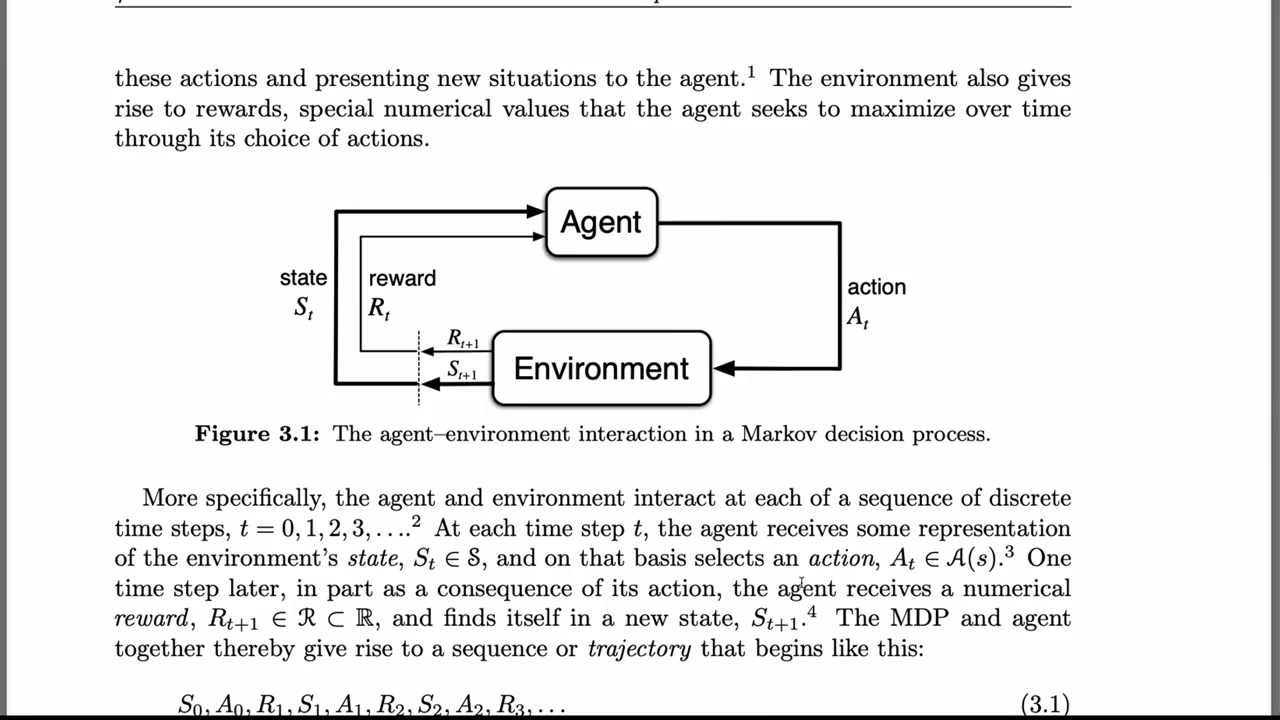 these actions and presenting new situations to the agent.¹ The environment also gives
rise to rewards, special numerical values that the agent seeks to maximize over time
through its choice of actions.
Agent
state
Sₜ
reward
Rₜ
action
Aₜ
Rₜ₊₁
Sₜ₊₁
Environment
Figure 3.1: The agent–environment interaction in a Markov decision process.
More specifically, the agent and environment interact at each of a sequence of discrete
time steps, t = 0, 1, 2, 3, . . ..² At each time step t, the agent receives some representation
of the environment’s state, Sₜ ∈ 𝒮, and on that basis selects an action, Aₜ ∈ 𝒜(s).³ One
time step later, in part as a consequence of its action, the agent receives a numerical
reward, Rₜ₊₁ ∈ ℛ ⊂ ℝ, and finds itself in a new state, Sₜ₊₁.⁴ The MDP and agent
together thereby give rise to a sequence or trajectory that begins like this:
S₀, A₀, R₁, S₁, A₁, R₂, S₂, A₂, R₃, . . . (3.1)